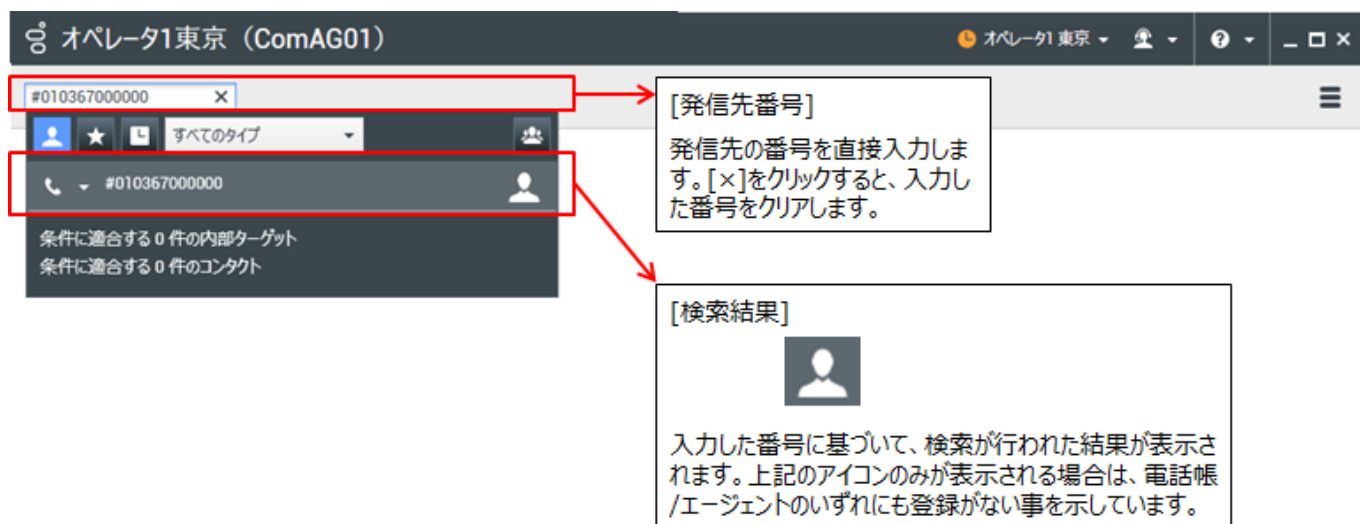 オペレータ1東京（ComAG01）
オペレータ1 東京
#010367000000
すべてのタイプ
#010367000000
条件に適合する 0 件の内部ターゲット
条件に適合する 0 件のコンタクト
[発信先番号]
発信先の番号を直接入力しま
す。[×]をクリックすると、入力し
た番号をクリアします。
[検索結果]
入力した番号に基づいて、検索が行われた結果が表示さ
れます。上記のアイコンのみが表示される場合は、電話帳
/エージェントのいずれにも登録がない事を示しています。